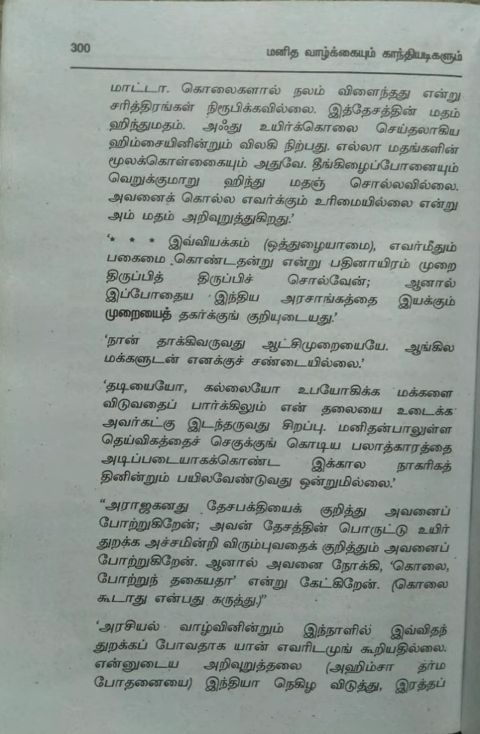 300
மனித வாழ்க்கையும் காந்தியடிகளும்
மாட்டா. கொலைகளால் நலம் விளைந்தது என்று
சரித்திரங்கள் நிரூபிக்கவில்லை. இத்தேசத்தின் மதம்
ஹிந்துமதம். அஃது உயிர்க்கொலை செய்தலாகிய
ஹிம்சையினின்றும் விலகி நிற்பது. எல்லா மதங்களின்
மூலக்கொள்கையும் அதுவே. தீங்கிழைப்போனையும்
வெறுக்குமாறு ஹிந்து மதஞ் சொல்லவில்லை.
அவனைக் கொல்ல எவர்க்கும் உரிமையில்லை என்று
அம் மதம் அறிவுறுத்துகிறது.’
‘* * * இவ்வியக்கம் (ஒத்துழையாமை), எவர்மீதும்
பகைமை கொண்டதன்று என்று பதினாயிரம் முறை
திருப்பித் திருப்பிச் சொல்வேன்; ஆனால்
இப்போதைய இந்திய அரசாங்கத்தை இயக்கும்
முறையைத் தகர்க்குங் குறியுடையது.’
‘நான் தாக்கிவருவது ஆட்சிமுறையையே. ஆங்கில
மக்களுடன் எனக்குச் சண்டையில்லை.’
‘தடியையோ, கல்லையோ உபயோகிக்க மக்களை
விடுவதைப் பார்க்கிலும் என் தலையை உடைக்க
அவர்கட்கு இடந்தருவது சிறப்பு. மனிதன்பாலுள்ள
தெய்விகத்தைச் செகுக்குங் கொடிய பலாத்காரத்தை
அடிப்படையாகக்கொண்ட இக்கால நாகரிகத்
தினின்றும் பயிலவேண்டுவது ஒன்றுமில்லை.’
“அராஜகனது தேசபக்தியைக் குறித்து அவனைப்
போற்றுகிறேன்; அவன் தேசத்தின் பொருட்டு உயிர்
துறக்க அச்சமின்றி விரும்புவதைக் குறித்தும் அவனைப்
போற்றுகிறேன். ஆனால் அவனை நோக்கி, ‘கொலை,
போற்றுந் தகையதா’ என்று கேட்கிறேன். (கொலை
கூடாது என்பது கருத்து.)”
‘அரசியல் வாழ்வினின்றும் இந்நாளில் இவ்விதந்
துறக்கப் போவதாக யான் எவரிடமுங் கூறியதில்லை.
என்னுடைய அறிவுறுத்தலை (அஹிம்சா தர்ம
போதனையை) இந்தியா நெகிழ விடுத்து, இரத்தப்